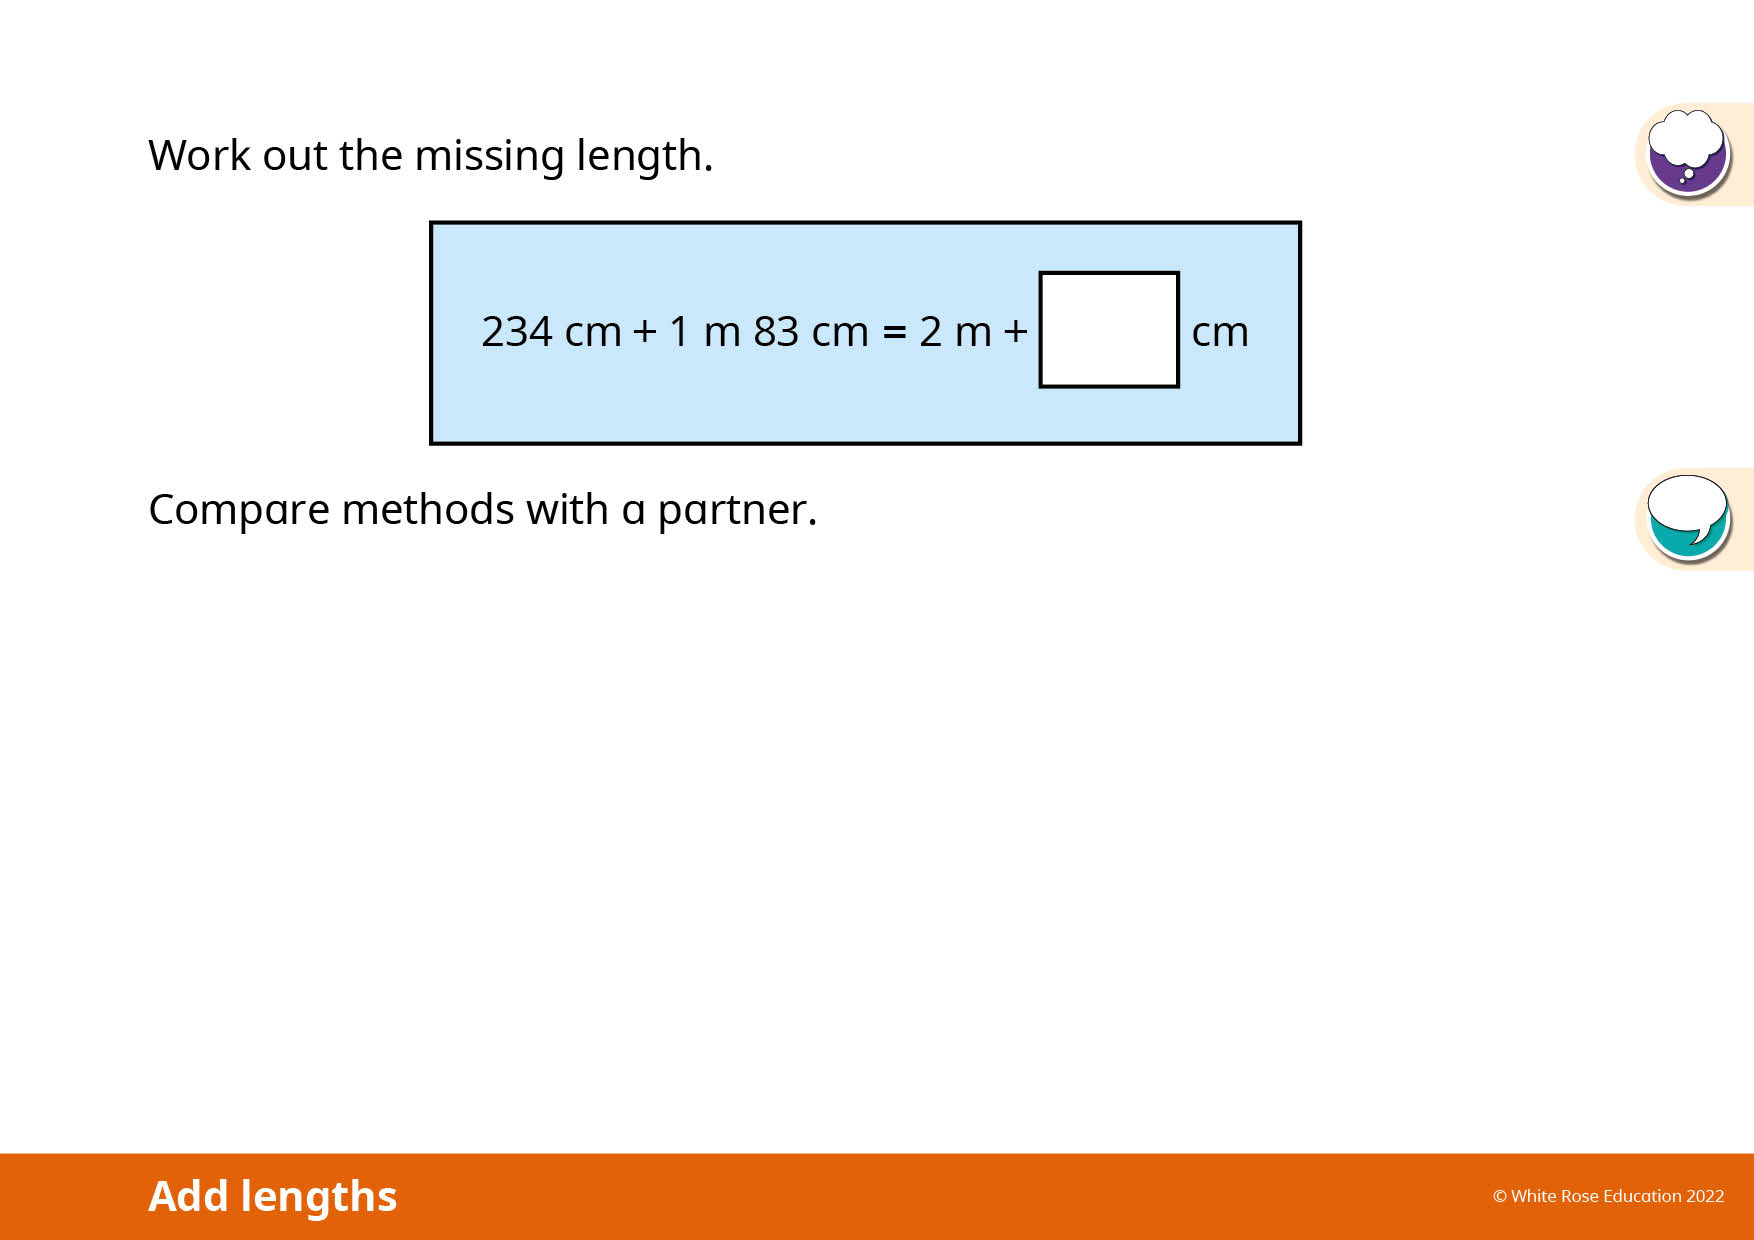 Work out the missing length.
234 cm + 1 m 83 cm = 2 m + cm
Compare methods with a partner.
Add lengths
© White Rose Education 2022